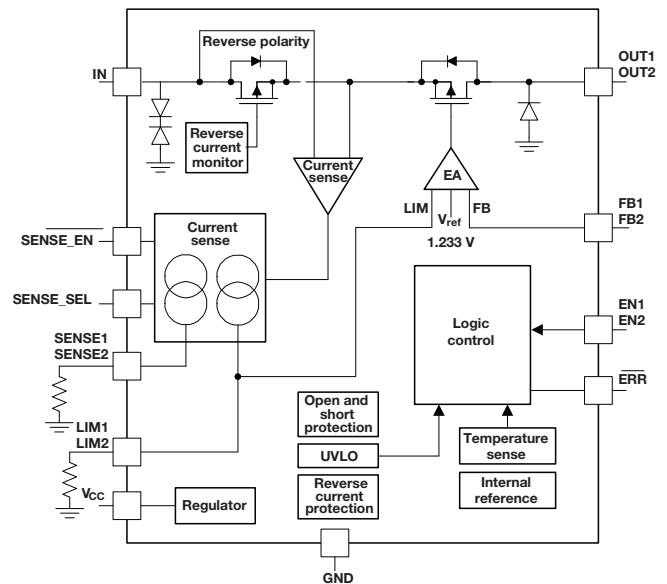 Reverse polarity
IN
OUT1
OUT2
Reverse
current
monitor
Current
sense
EA
LIM
Vref
FB
1.233 V
FB1
FB2
SENSE_EN
Current
sense
SENSE_SEL
SENSE1
SENSE2
Logic
control
EN1
EN2
ERR
LIM1
LIM2
Open and
short
protection
UVLO
Temperature
sense
Reverse
current
protection
Internal
reference
VCC
Regulator
GND